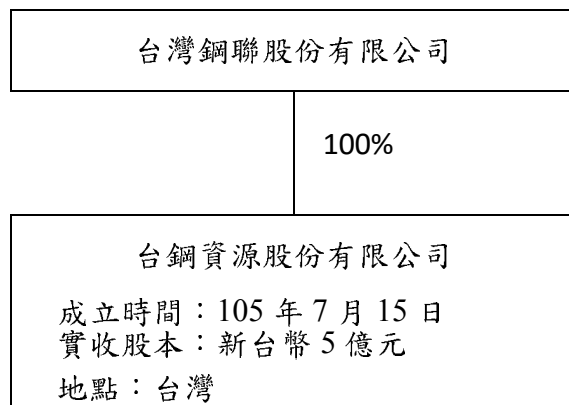 台灣鋼聯股份有限公司
100%
台鋼資源股份有限公司
成立時間：105 年 7 月 15 日
實收股本：新台幣 5 億元
地點：台灣